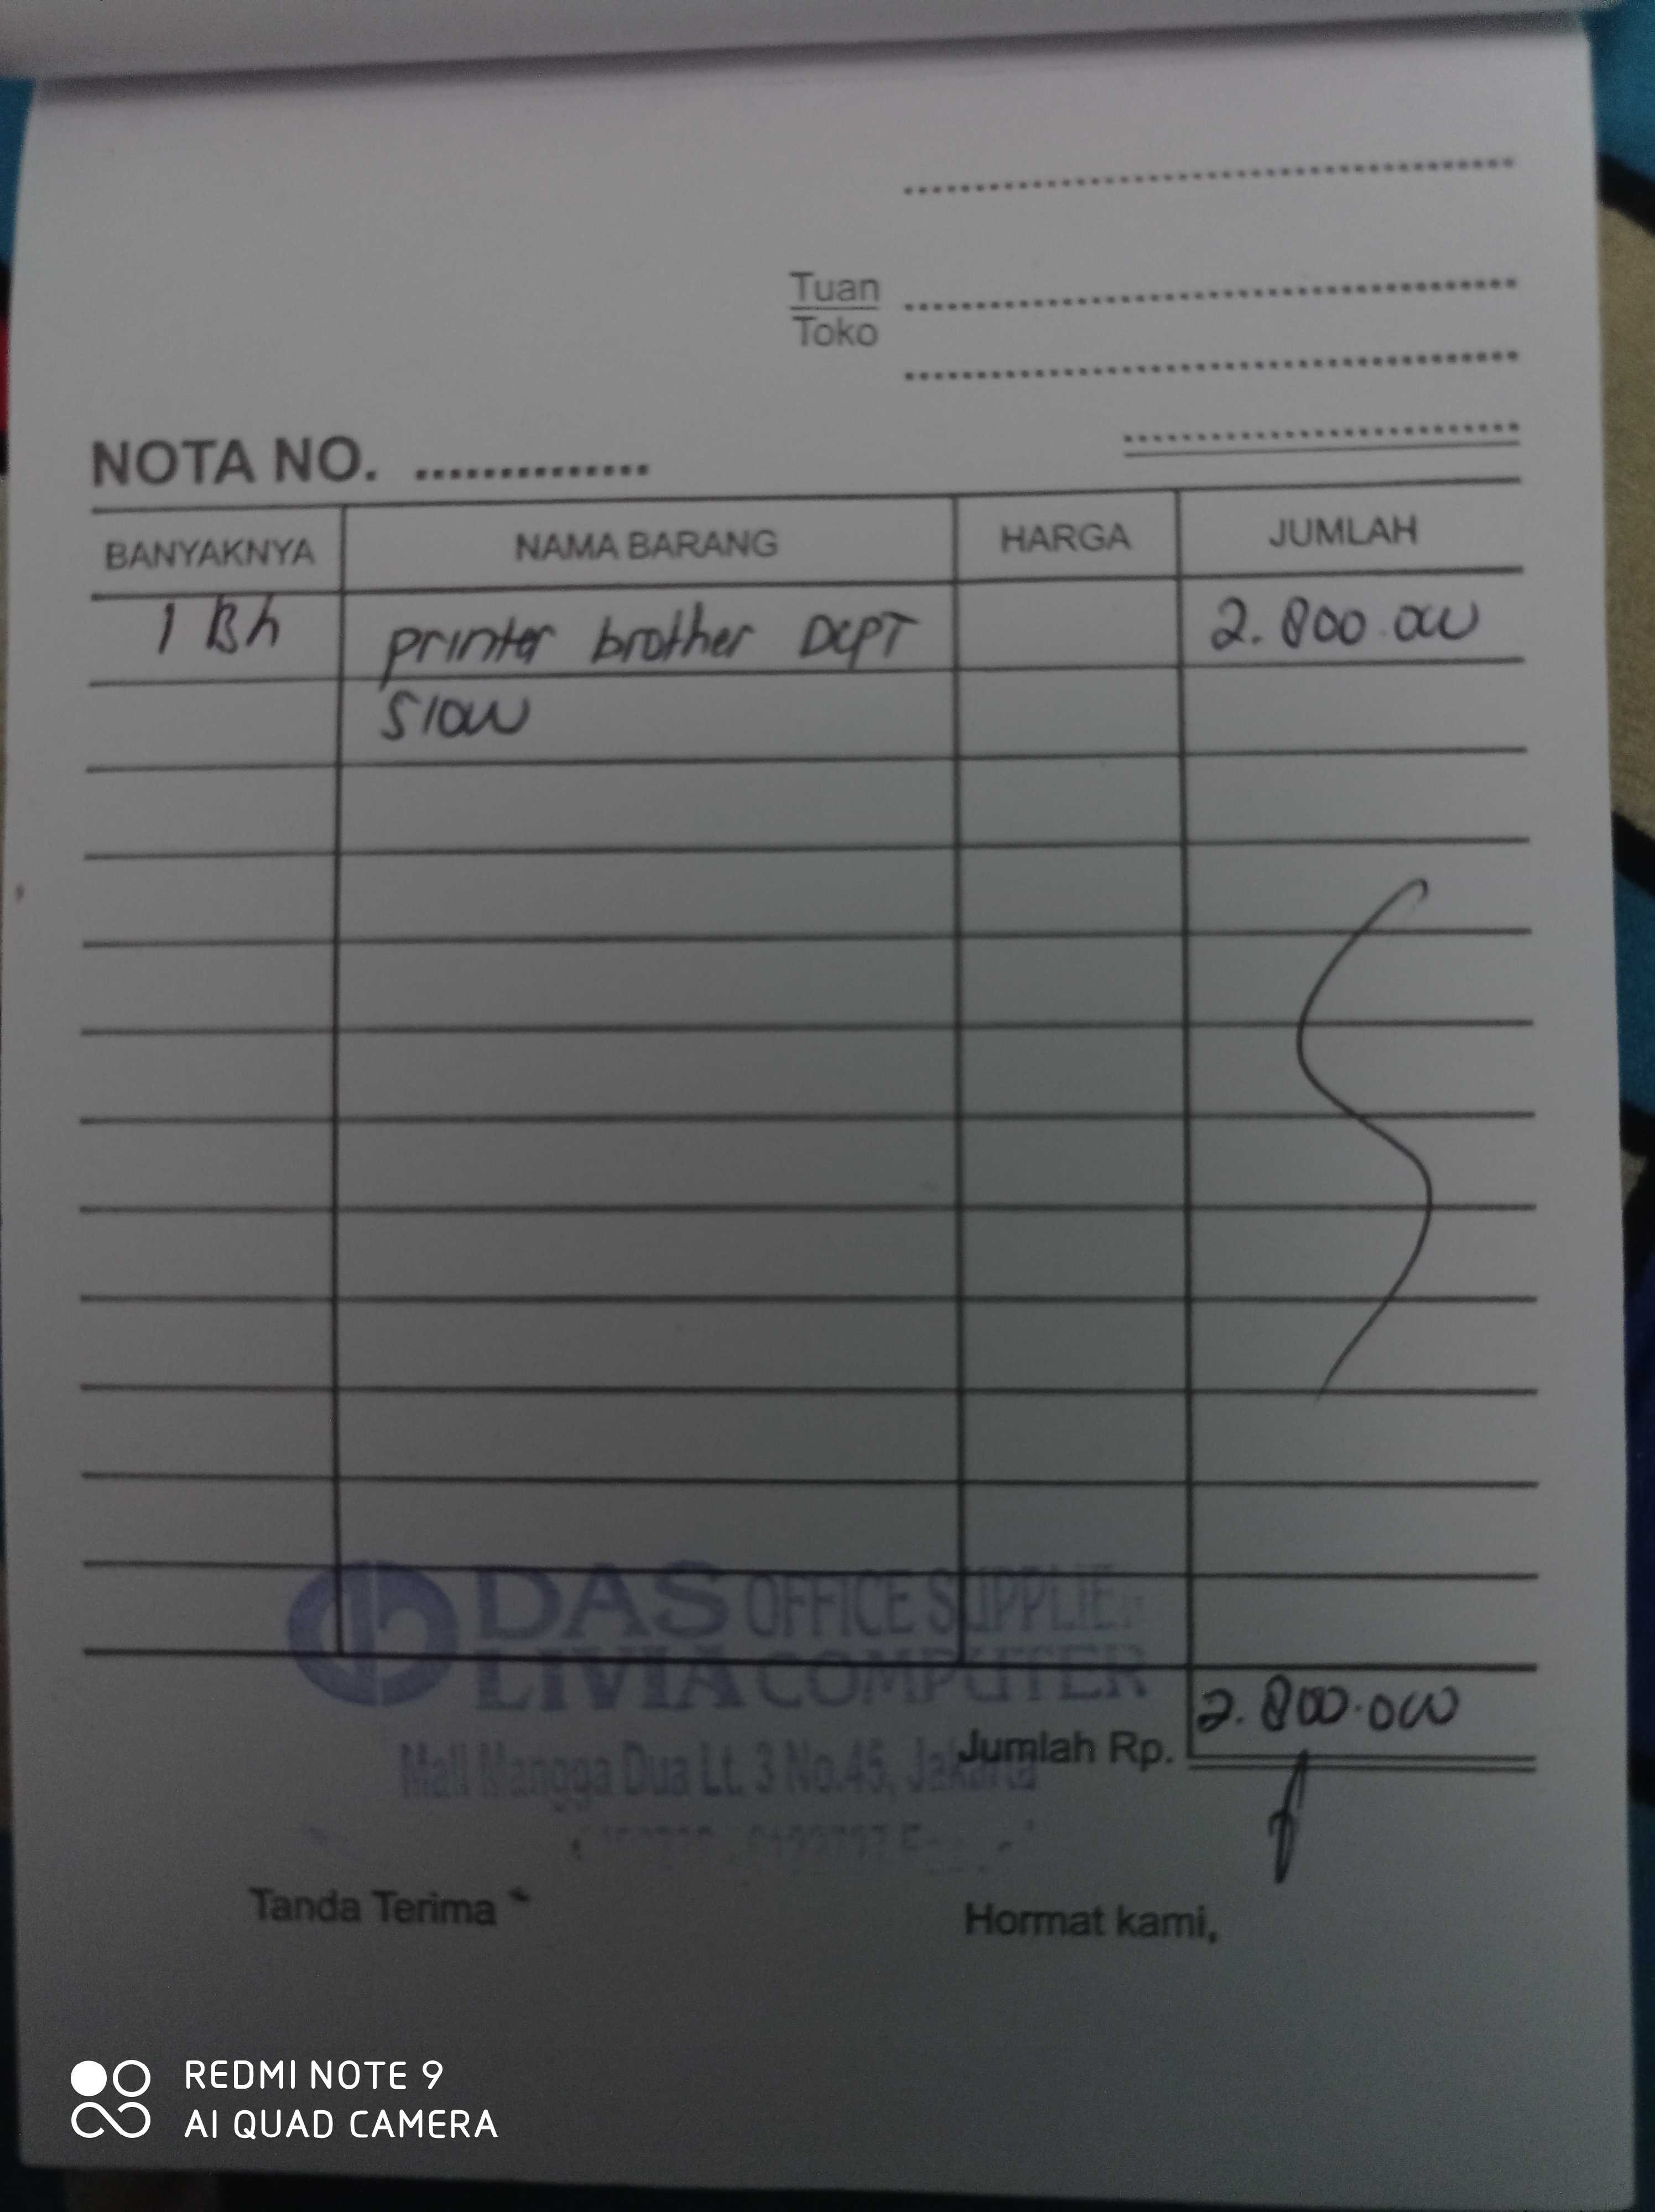 Tuan
Toko
NOTA NO. ..............
BANYAKNYA NAMA BARANG HARGA JUMLAH
1 Bh printer brother DCPT 2.800.000
510W
DAS OFFICE SUPPLIE
LIVIA COMPUTER
2.800.000
Jumlah Rp.
Mall Mangga Dua Lt. 3 No.45, Jakarta
Tanda Terima
Hormat kami,
REDMI NOTE 9
AI QUAD CAMERA